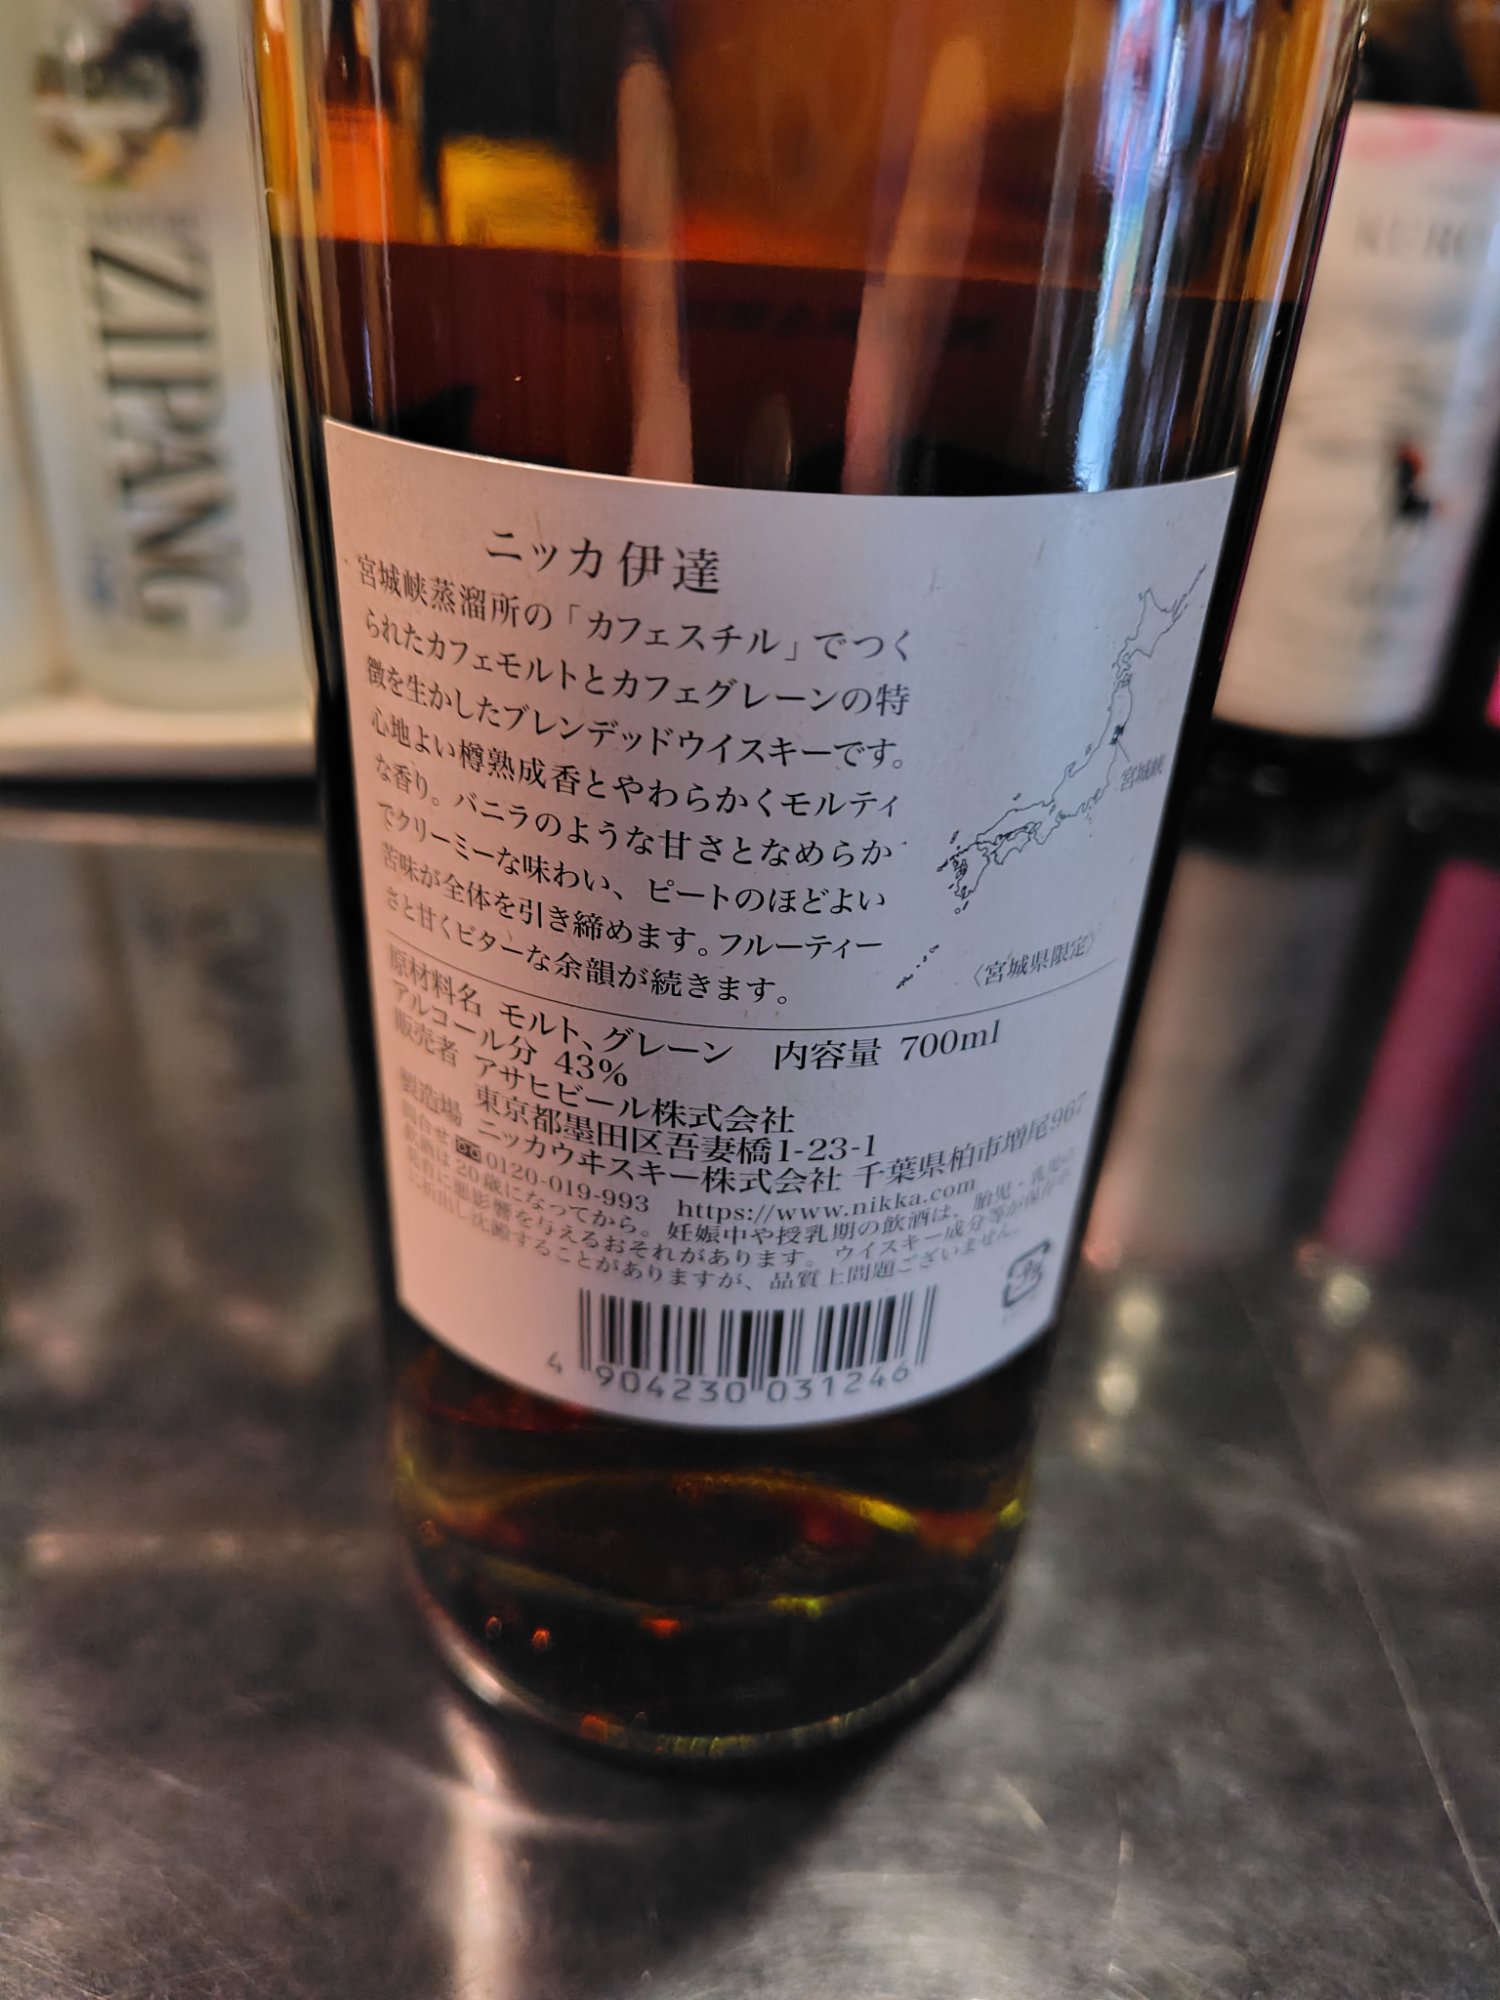 ZIPANG
ニッカ伊達
宮城峡蒸溜所の「カフェスチル」でつく
られたカフェモルトとカフェグレーンの特
徴を生かしたブレンデッドウイスキーです。
心地よい樽熟成香とやわらかくモルティ
な香り。バニラのような甘さとなめらか
でクリーミーな味わい、ピートのほどよい
苦味が全体を引き締めます。フルーティー
さと甘くビターな余韻が続きます。
宮城峡
〈宮城県限定〉
原材料名 モルト、グレーン 内容量 700ml
アルコール分 43%
販売者 アサヒビール株式会社
東京都墨田区吾妻橋1-23-1
製造場 ニッカウヰスキー株式会社 千葉県柏市増尾967
問合せ 0120-019-993 https://www.nikka.com
飲酒は20歳になってから。妊娠中や授乳期の飲酒は、胎児・乳児の
発育に悪影響を与えるおそれがあります。ウイスキー成分等が保存中
に析出し沈澱することがありますが、品質上問題ございません。
4 904230 031246